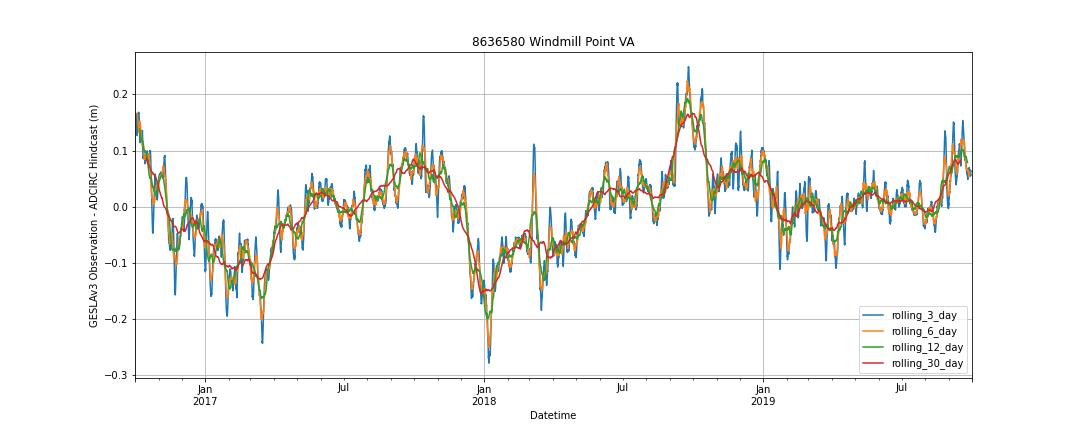 8636580 Windmill Point VA
GESLAv3 Observation - ADCIRC Hindcast (m)
0.2
0.1
0.0
−0.1
−0.2
−0.3
Jan
2017
Jul
Jan
2018
Jul
Jan
2019
Jul
Datetime
rolling_3_day
rolling_6_day
rolling_12_day
rolling_30_day